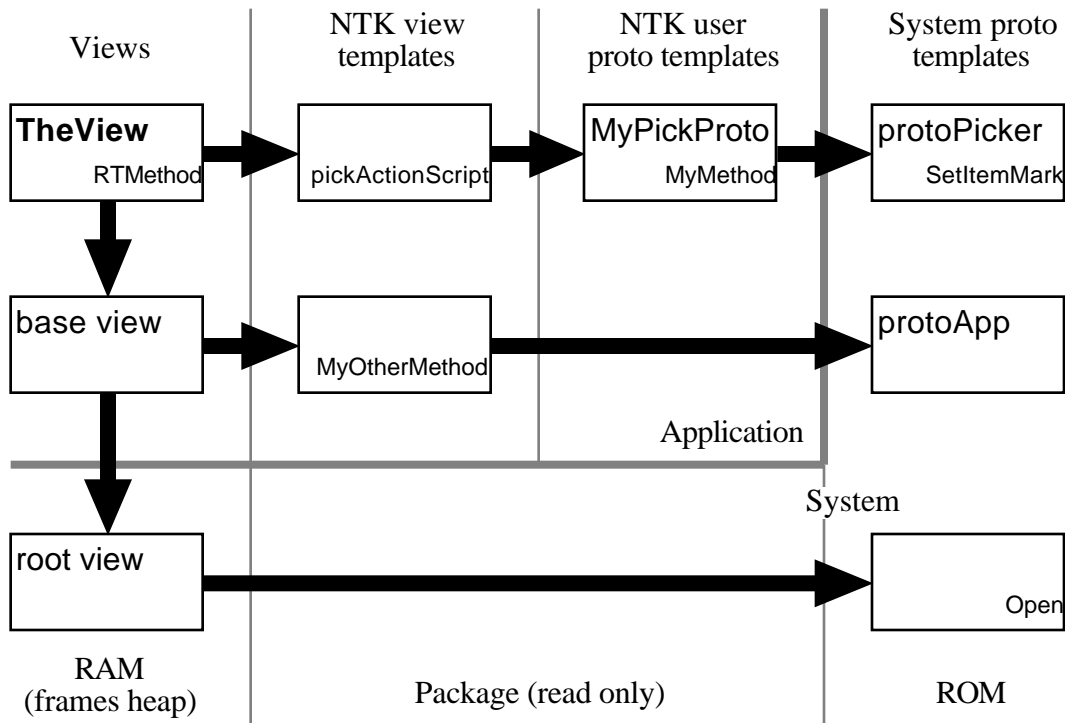 Views
NTK view
templates
NTK user
proto templates
System proto
templates
TheView
RTMethod
pickActionScript
MyPickProto
MyMethod
protoPicker
SetItemMark
base view
MyOtherMethod
protoApp
Application
System
root view
Open
RAM
(frames heap)
Package (read only)
ROM